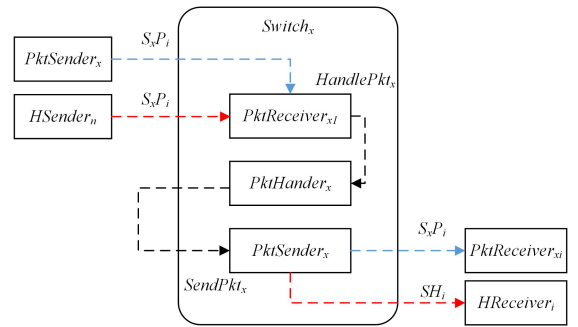 Switchₓ
SₓPᵢ
PktSenderₓ
HandlePktₓ
SₓPᵢ
HSenderₙ
PktReceiverₓ₁
PktHanderₓ
SₓPᵢ
PktSenderₓ
PktReceiverₓᵢ
SendPktₓ
SHᵢ
HReceiverᵢ